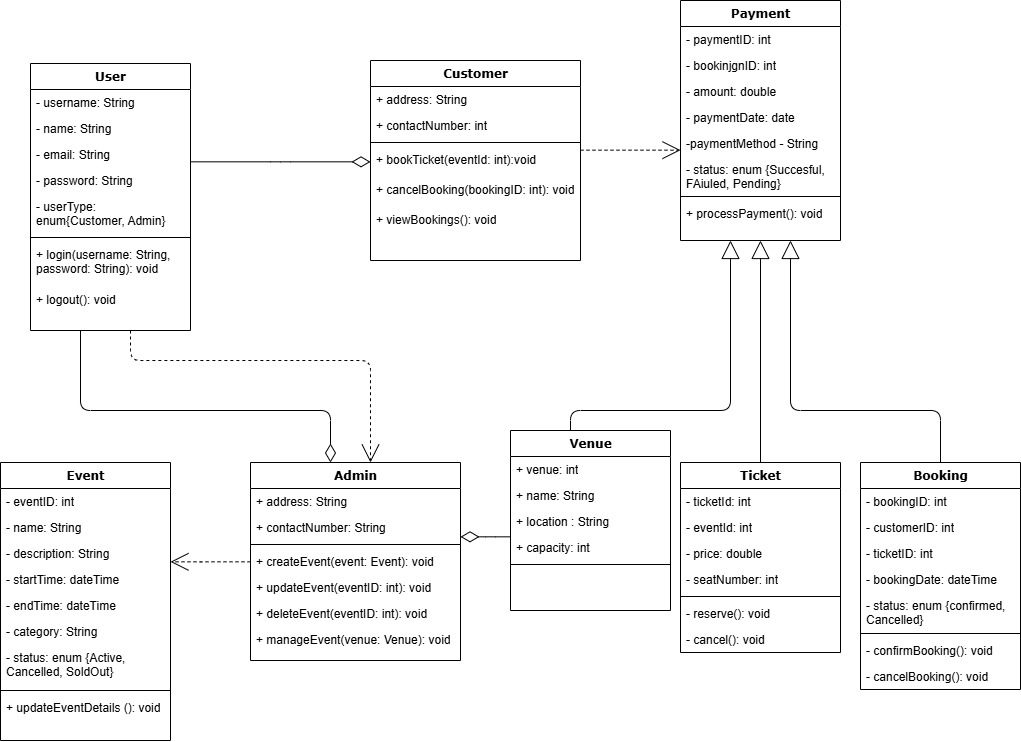 Payment
- paymentID: int
- bookinjgnID: int
- amount: double
- paymentDate: date
-paymentMethod - String
- status: enum {Succesful,
FAiuled, Pending}
+ processPayment(): void
User
- username: String
- name: String
- email: String
- password: String
- userType:
enum{Customer, Admin}
+ login(username: String,
password: String): void
+ logout(): void
Customer
+ address: String
+ contactNumber: int
+ bookTicket(eventId: int):void
+ cancelBooking(bookingID: int): void
+ viewBookings(): void
Event
- eventID: int
- name: String
- description: String
- startTime: dateTime
- endTime: dateTime
- category: String
- status: enum {Active,
Cancelled, SoldOut}
+ updateEventDetails (): void
Admin
+ address: String
+ contactNumber: String
+ createEvent(event: Event): void
+ updateEvent(eventID: int): void
+ deleteEvent(eventID: int): void
+ manageEvent(venue: Venue): void
Venue
+ venue: int
+ name: String
+ location : String
+ capacity: int
Ticket
- ticketId: int
- eventId: int
- price: double
- seatNumber: int
- reserve(): void
- cancel(): void
Booking
- bookingID: int
- customerID: int
- ticketID: int
- bookingDate: dateTime
- status: enum {confirmed,
Cancelled}
- confirmBooking(): void
- cancelBooking(): void